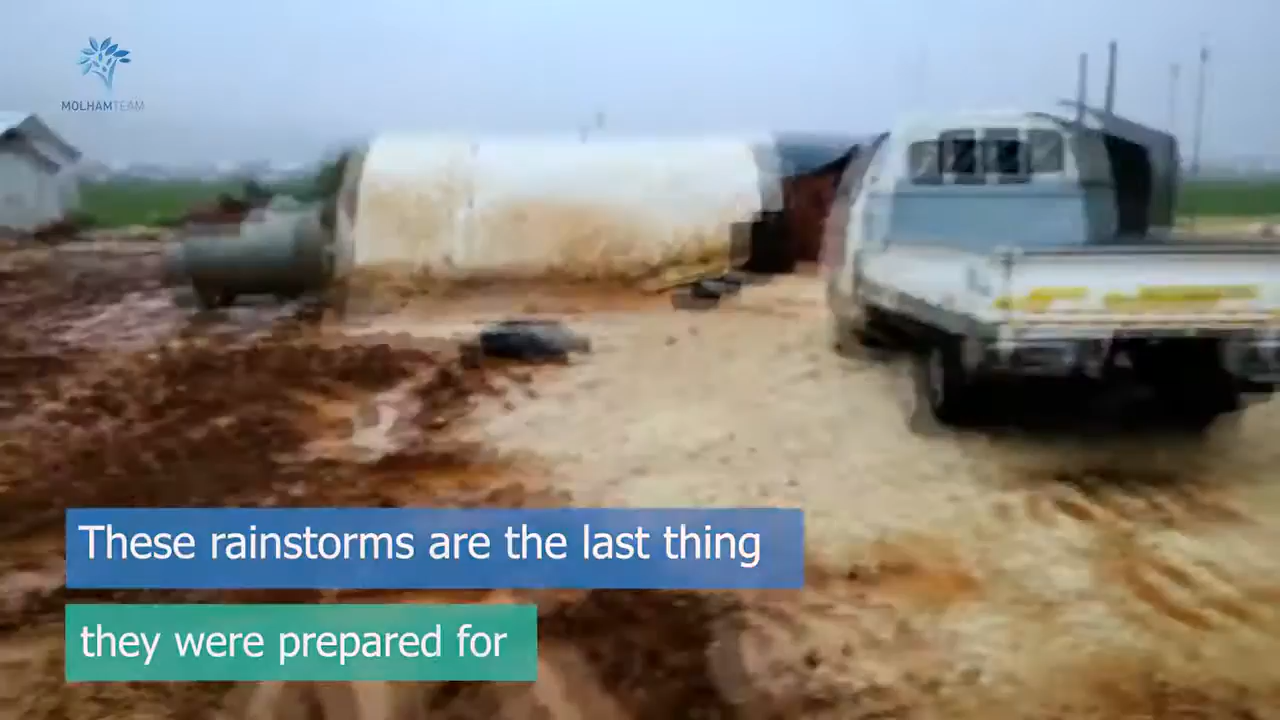 MOLHAMTEAM
These rainstorms are the last thing
they were prepared for